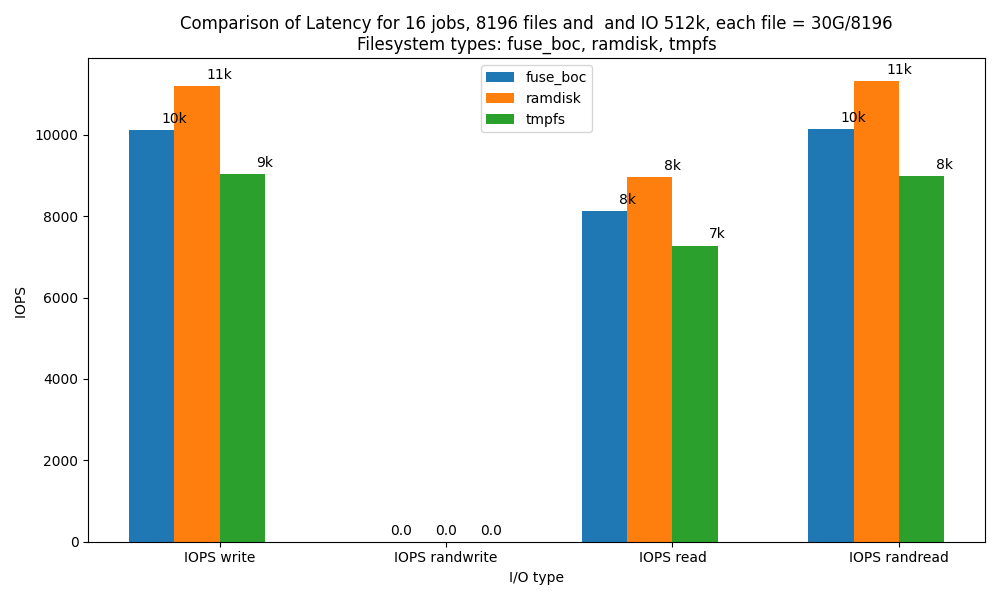 Comparison of Latency for 16 jobs, 8196 files and  and IO 512k, each file = 30G/8196
Filesystem types: fuse_boc, ramdisk, tmpfs
fuse_boc
ramdisk
tmpfs
IOPS
10000
8000
6000
4000
2000
0
10k
11k
9k
0.0
0.0
0.0
8k
8k
7k
10k
11k
8k
IOPS write
IOPS randwrite
IOPS read
IOPS randread
I/O type